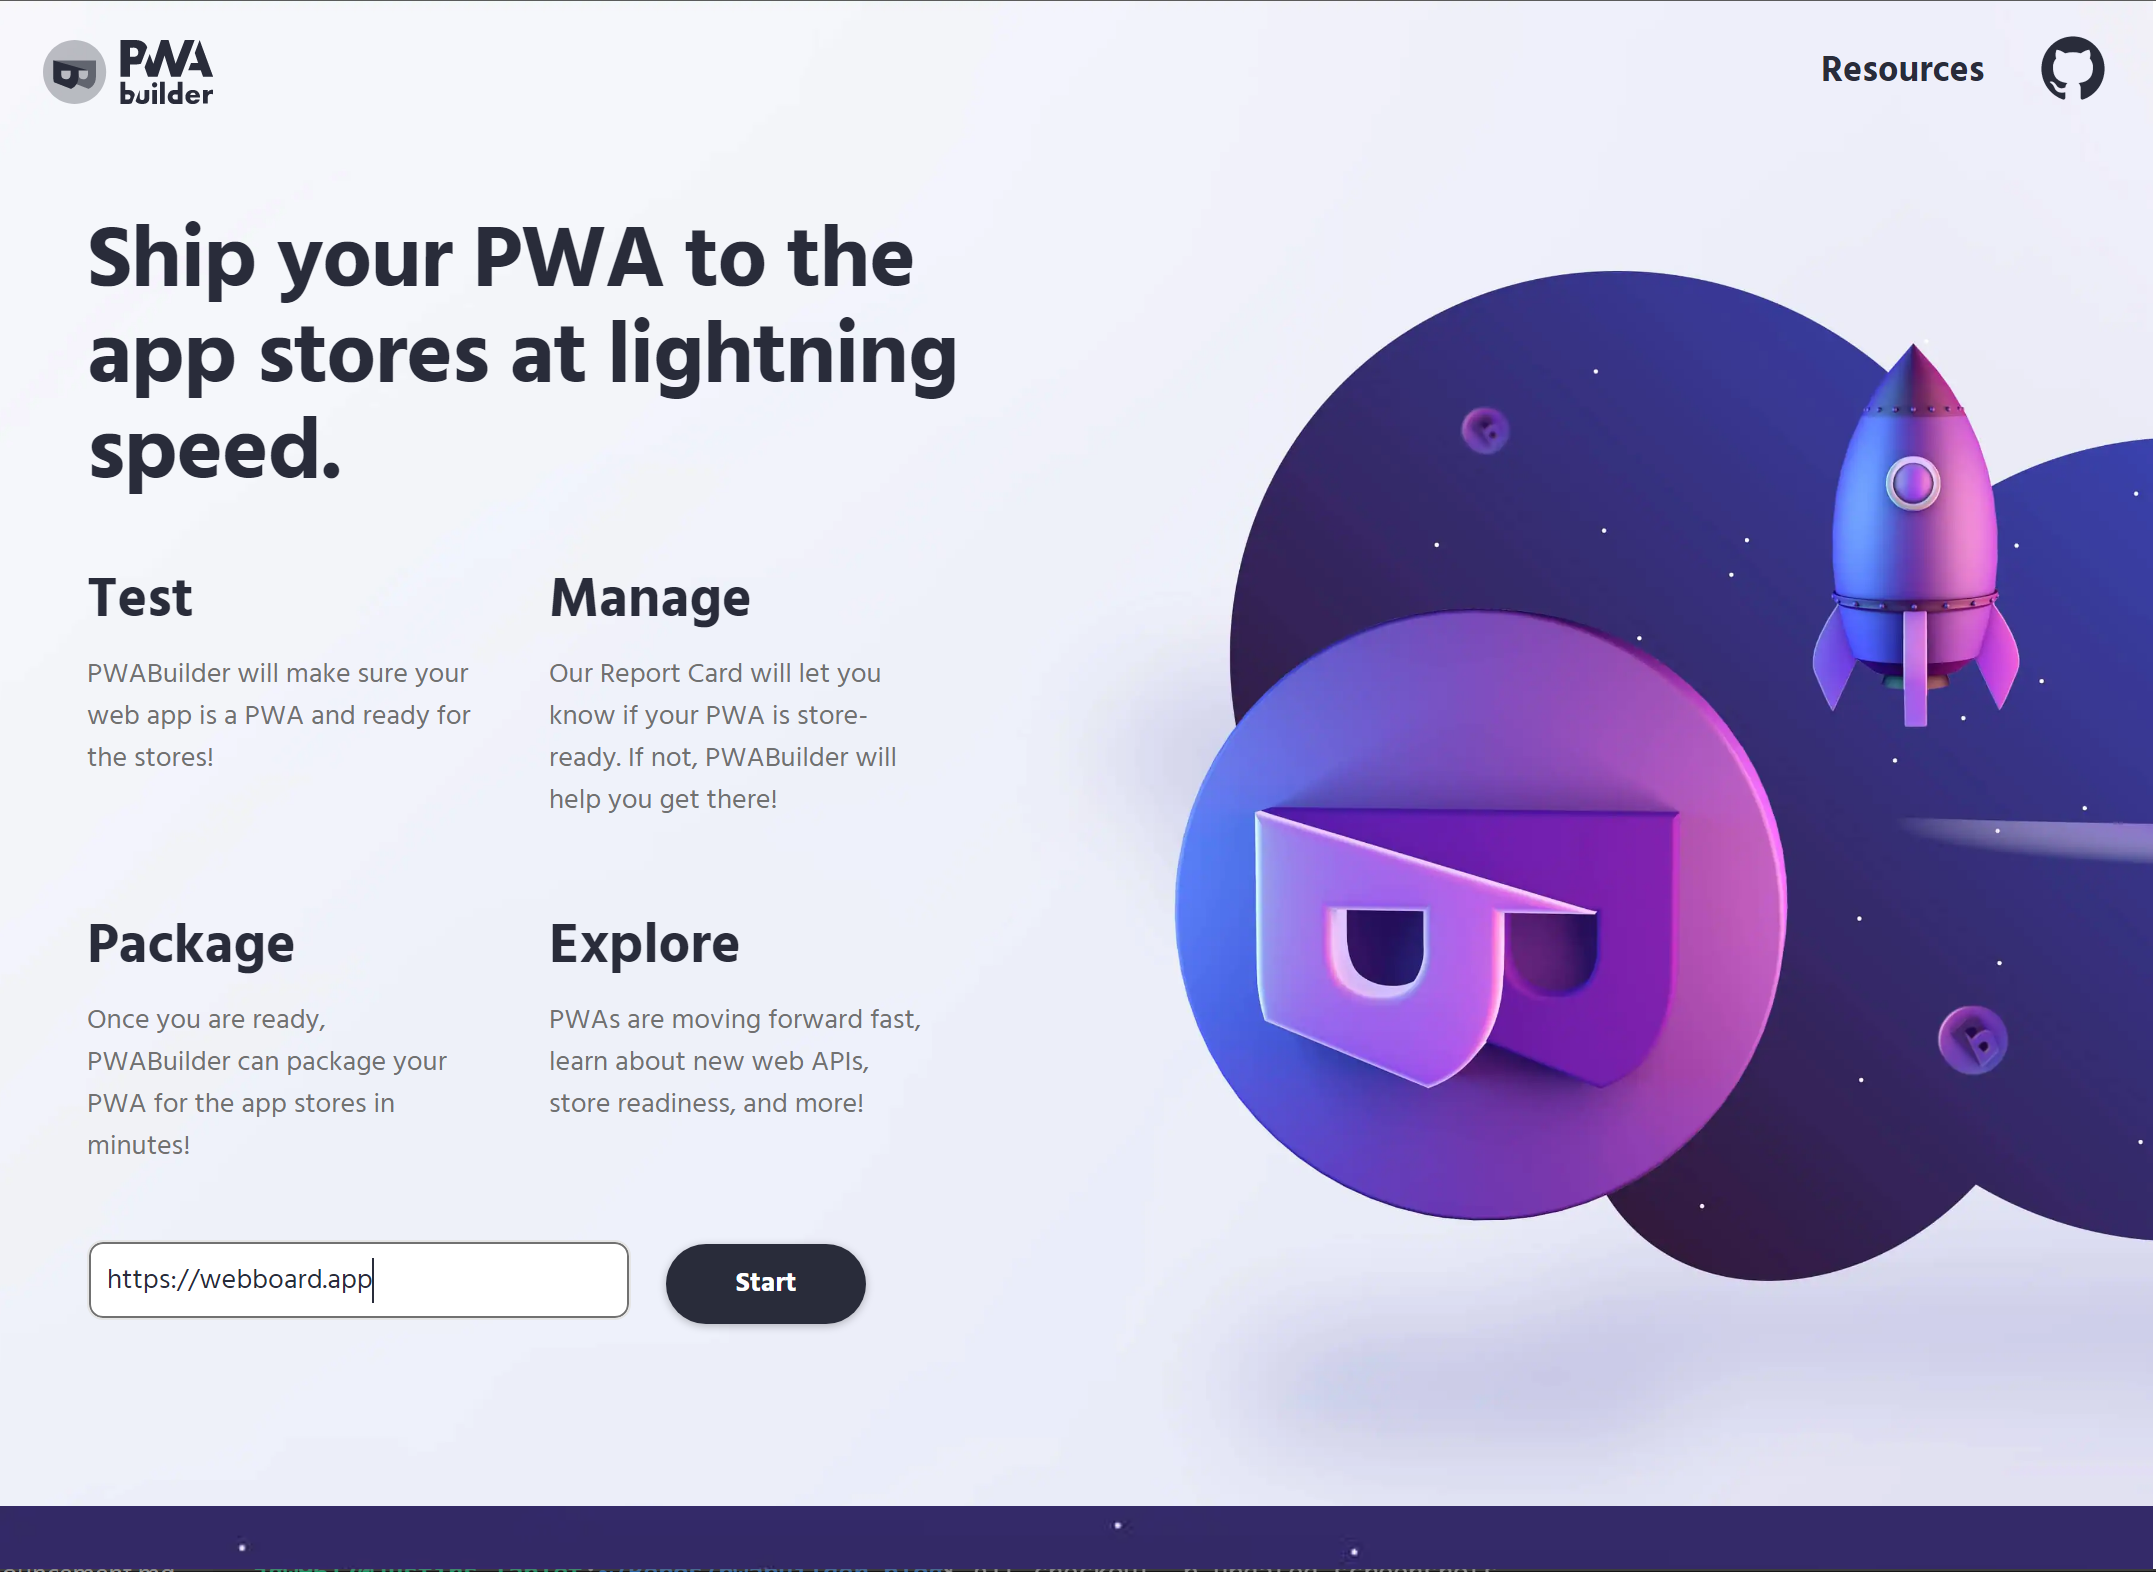 PWA
builder
Resources
Ship your PWA to the
app stores at lightning
speed.
Test
PWABuilder will make sure your
web app is a PWA and ready for
the stores!
Manage
Our Report Card will let you
know if your PWA is store-
ready. If not, PWABuilder will
help you get there!
Package
Once you are ready,
PWABuilder can package your
PWA for the app stores in
minutes!
Explore
PWAs are moving forward fast,
learn about new web APIs,
store readiness, and more!
https://webboard.app
Start